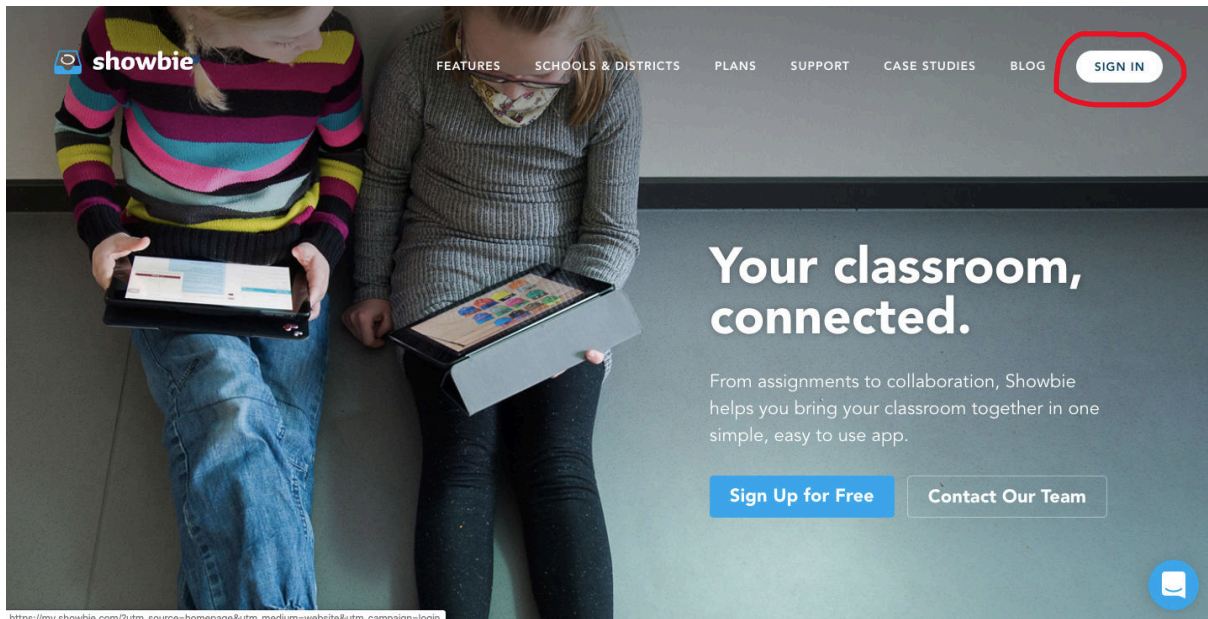 showbie
FEATURES SCHOOLS & DISTRICTS PLANS SUPPORT CASE STUDIES BLOG SIGN IN
Your classroom,
connected.
From assignments to collaboration, Showbie
helps you bring your classroom together in one
simple, easy to use app.
Sign Up for Free Contact Our Team
https://my.showbie.com/?utm_source=homepage&utm_medium=website&utm_campaign=login